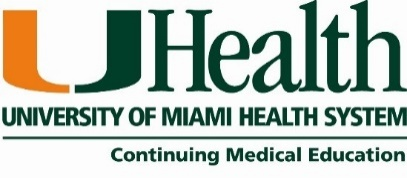 UHealth
UNIVERSITY OF MIAMI HEALTH SYSTEM
Continuing Medical Education